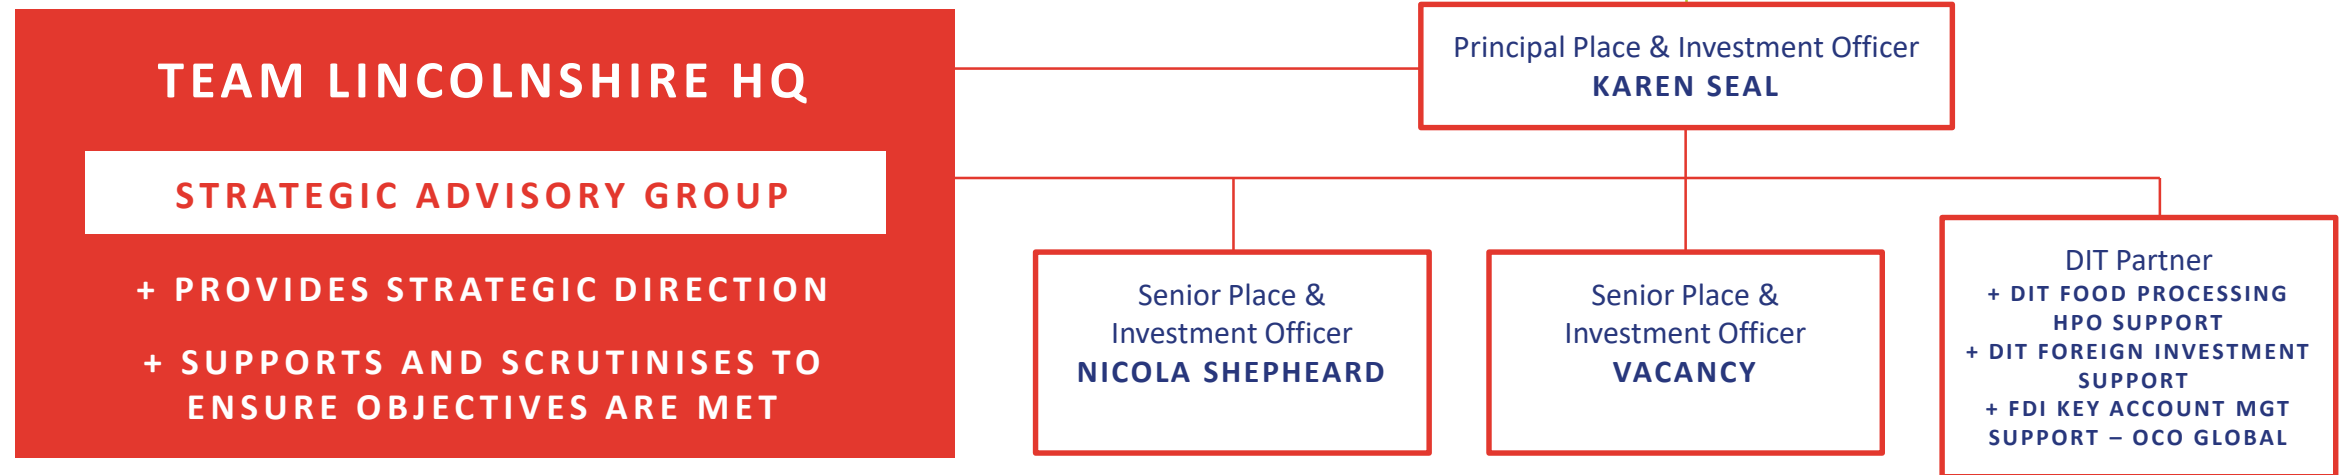 TEAM LINCOLNSHIRE HQ
STRATEGIC ADVISORY GROUP
+ PROVIDES STRATEGIC DIRECTION
+ SUPPORTS AND SCRUTINISES TO
ENSURE OBJECTIVES ARE MET
Principal Place & Investment Officer
KAREN SEAL
Senior Place &
Investment Officer
NICOLA SHEPHEARD
Senior Place &
Investment Officer
VACANCY
DIT Partner
+ DIT FOOD PROCESSING
HPO SUPPORT
+ DIT FOREIGN INVESTMENT
SUPPORT
+ FDI KEY ACCOUNT MGT
SUPPORT – OCO GLOBAL